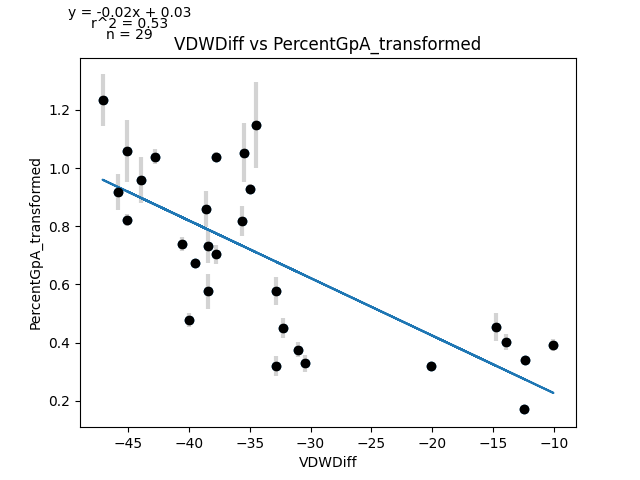 y = -0.02x + 0.03
r^2 = 0.53
n = 29
VDWDiff vs PercentGpA_transformed
PercentGpA_transformed
1.2
1.0
0.8
0.6
0.4
0.2
−45
−40
−35
−30
−25
−20
−15
−10
VDWDiff